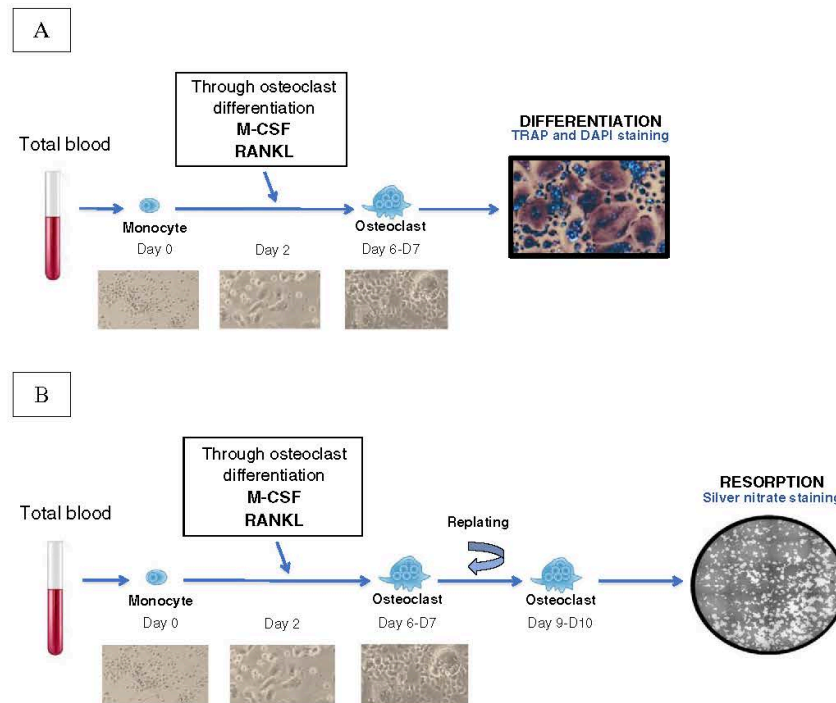 A
Through osteoclast
differentiation
M-CSF
RANKL
DIFFERENTIATION
TRAP and DAPI staining
Total blood
Monocyte
Osteoclast
Day 0
Day 2
Day 6-D7
B
Through osteoclast
differentiation
M-CSF
RANKL
RESORPTION
Silver nitrate staining
Total blood
Replating
Monocyte
Osteoclast
Osteoclast
Day 0
Day 2
Day 6-D7
Day 9-D10